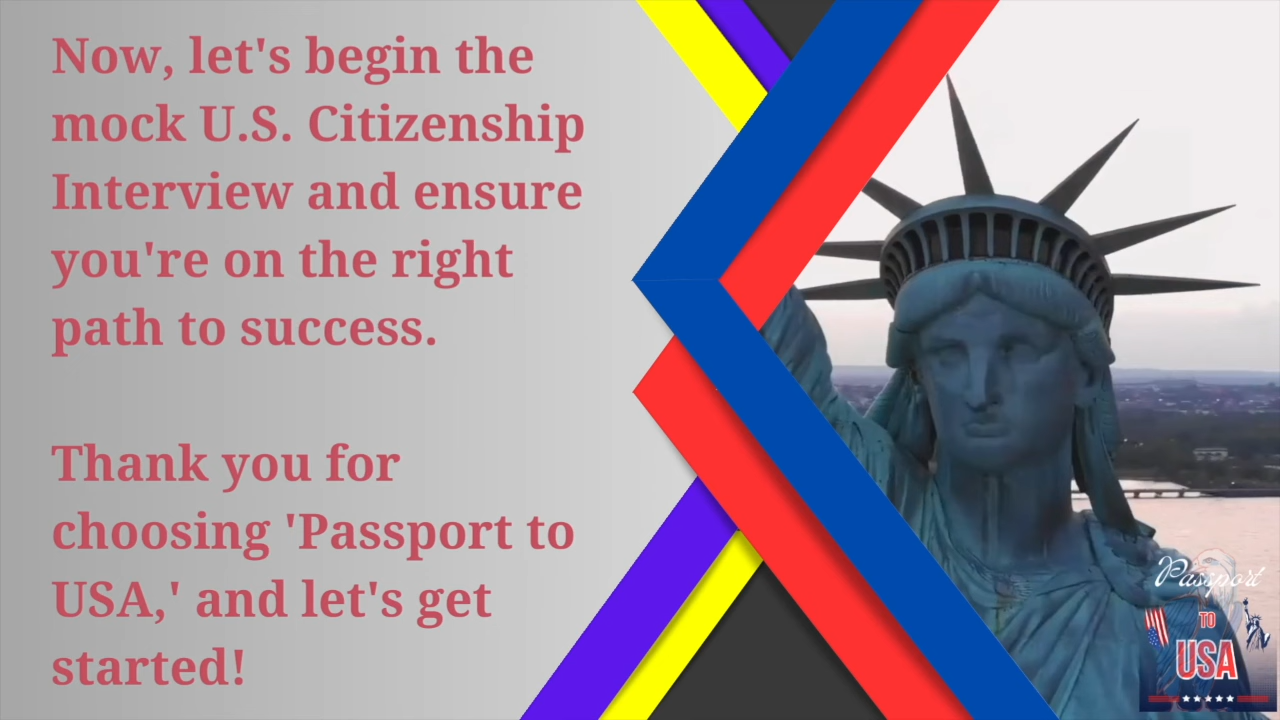 Now, let's begin the
mock U.S. Citizenship
Interview and ensure
you're on the right
path to success.
Thank you for
choosing 'Passport to
USA,' and let's get
started!
Passport
TO
USA